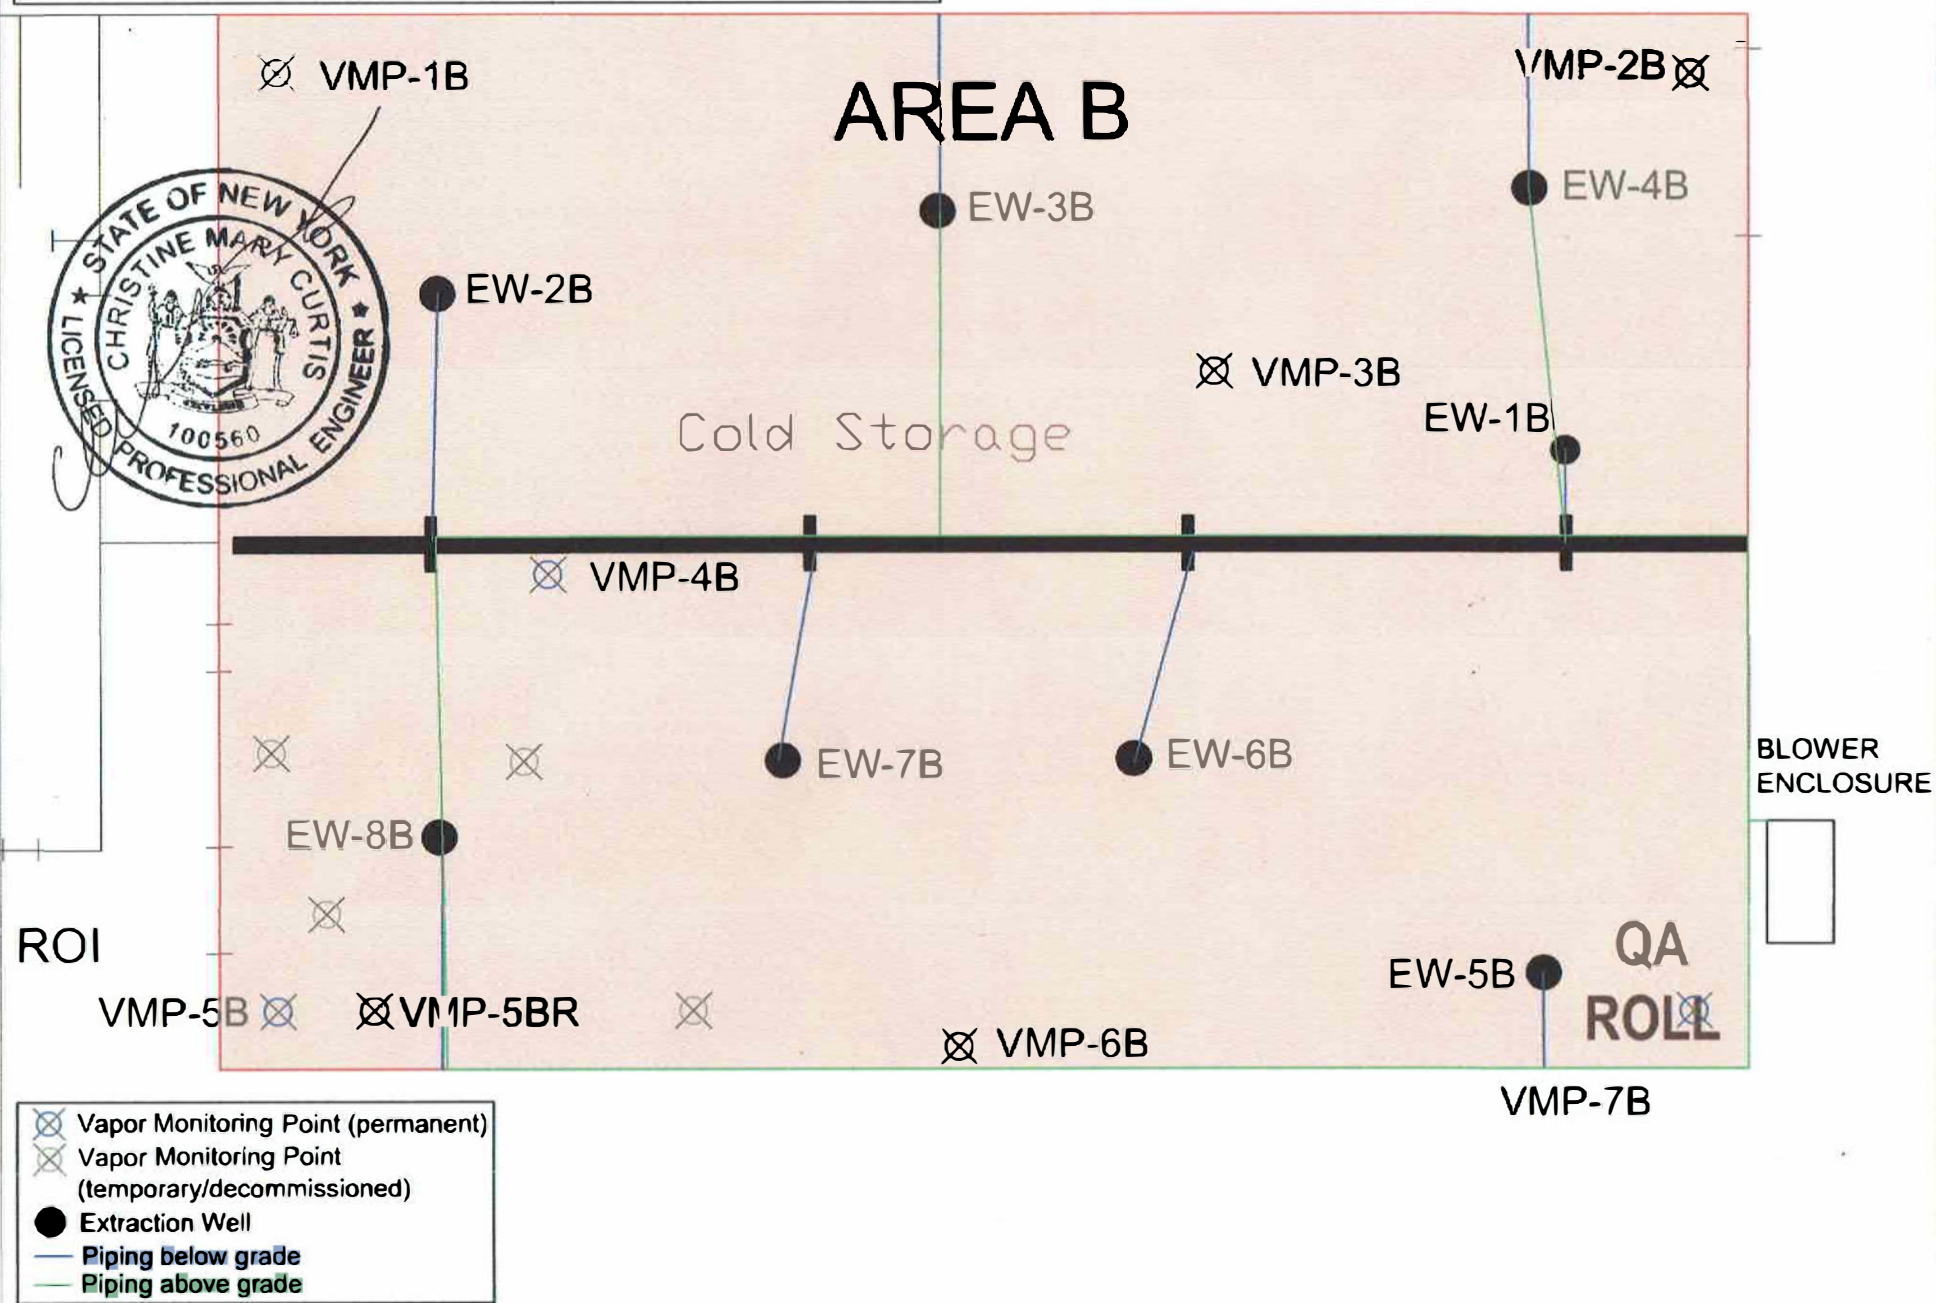 VMP-1B
AREA B
VMP-2B
STATE OF NEW YORK
CHRISTINE MARY CURTIS
100560
★ LICENSED PROFESSIONAL ENGINEER ★
EW-3B
EW-4B
EW-2B
VMP-3B
EW-1B
Cold Storage
VMP-4B
EW-7B
EW-6B
BLOWER
ENCLOSURE
EW-8B
ROI
QA
ROLL
EW-5B
VMP-5B
VMP-5BR
VMP-6B
VMP-7B
Vapor Monitoring Point (permanent)
Vapor Monitoring Point
(temporary/decommissioned)
Extraction Well
Piping below grade
Piping above grade